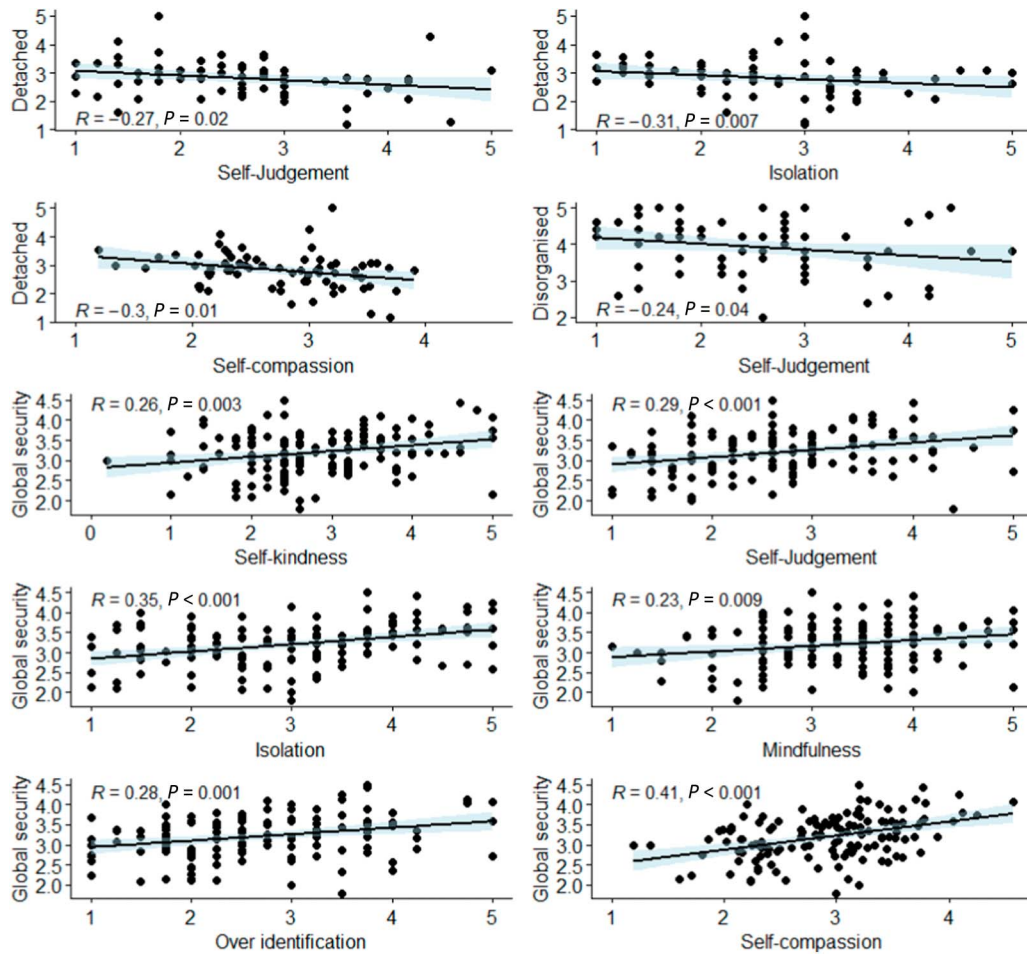 Detached
5
4
3
2
1
R = −0.27, P = 0.02
1 2 3 4 5
Self-Judgement
Detached
5
4
3
2
1
R = −0.31, P = 0.007
1 2 3 4 5
Isolation
Detached
5
4
3
2
1
R = −0.3, P = 0.01
1 2 3 4
Self-compassion
Disorganised
5
4
3
2
R = −0.24, P = 0.04
1 2 3 4 5
Self-Judgement
Global security
4.5
4.0
3.5
3.0
2.5
2.0
R = 0.26, P = 0.003
0 1 2 3 4 5
Self-kindness
Global security
4.5
4.0
3.5
3.0
2.5
2.0
R = 0.29, P < 0.001
1 2 3 4 5
Self-Judgement
Global security
4.5
4.0
3.5
3.0
2.5
2.0
R = 0.35, P < 0.001
1 2 3 4 5
Isolation
Global security
4.5
4.0
3.5
3.0
2.5
2.0
R = 0.23, P = 0.009
1 2 3 4 5
Mindfulness
Global security
4.5
4.0
3.5
3.0
2.5
2.0
R = 0.28, P = 0.001
1 2 3 4 5
Over identification
Global security
4.5
4.0
3.5
3.0
2.5
2.0
R = 0.41, P < 0.001
1 2 3 4
Self-compassion